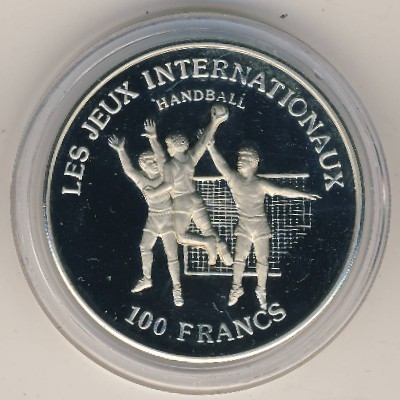 LES JEUX INTERNATIONAUX
HANDBALL
100 FRANCS